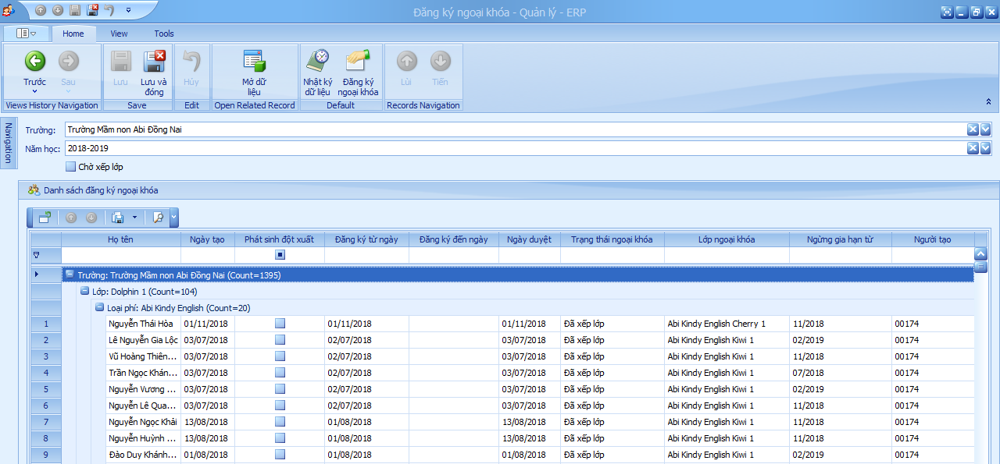 Đăng ký ngoại khóa - Quản lý - ERP
Home View Tools
Trước Sau Lưu Lưu và đóng Hủy Mở dữ liệu Nhật ký dữ liệu Đăng ký ngoại khóa Lùi Tiến
Views History Navigation Save Edit Open Related Record Default Records Navigation
Navigation
Trường: Trường Mầm non Abi Đồng Nai
Năm học: 2018-2019
Chờ xếp lớp
Danh sách đăng ký ngoại khóa
Họ tên Ngày tạo Phát sinh đột xuất Đăng ký từ ngày Đăng ký đến ngày Ngày duyệt Trạng thái ngoại khóa Lớp ngoại khóa Ngừng gia hạn từ Người tạo
Trường: Trường Mầm non Abi Đồng Nai (Count=1395)
Lớp: Dolphin 1 (Count=104)
Loại phí: Abi Kindy English (Count=20)
1 Nguyễn Thái Hòa 01/11/2018 01/11/2018 01/11/2018 Đã xếp lớp Abi Kindy English Cherry 1 11/2018 00174
2 Lê Nguyễn Gia Lộc 03/07/2018 02/07/2018 03/07/2018 Đã xếp lớp Abi Kindy English Kiwi 1 02/2019 00174
3 Vũ Hoàng Thiên... 03/07/2018 02/07/2018 03/07/2018 Đã xếp lớp Abi Kindy English Kiwi 1 11/2018 00174
4 Trần Ngọc Khán... 03/07/2018 02/07/2018 03/07/2018 Đã xếp lớp Abi Kindy English Kiwi 1 07/2018 00174
5 Nguyễn Vương ... 03/07/2018 02/07/2018 03/07/2018 Đã xếp lớp Abi Kindy English Kiwi 1 02/2019 00174
6 Nguyễn Lê Qua... 03/07/2018 02/07/2018 03/07/2018 Đã xếp lớp Abi Kindy English Kiwi 1 11/2018 00174
7 Nguyễn Ngọc Khải 13/08/2018 01/08/2018 13/08/2018 Đã xếp lớp Abi Kindy English Kiwi 1 11/2018 00174
8 Nguyễn Huỳnh ... 13/08/2018 01/08/2018 13/08/2018 Đã xếp lớp Abi Kindy English Kiwi 1 11/2018 00174
9 Đào Duy Khánh... 01/08/2018 01/08/2018 01/08/2018 Đã xếp lớp Abi Kindy English Kiwi 1 02/2019 00174